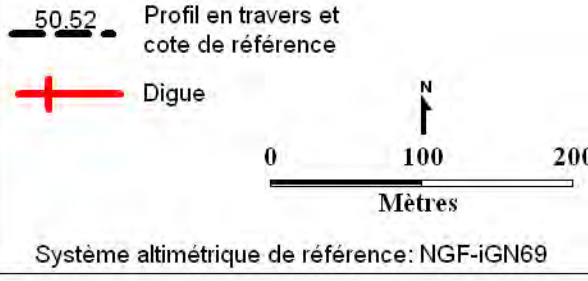 50.52
Profil en travers et
cote de référence
Digue
N
0 100 200
Mètres
Système altimétrique de référence: NGF-iGN69